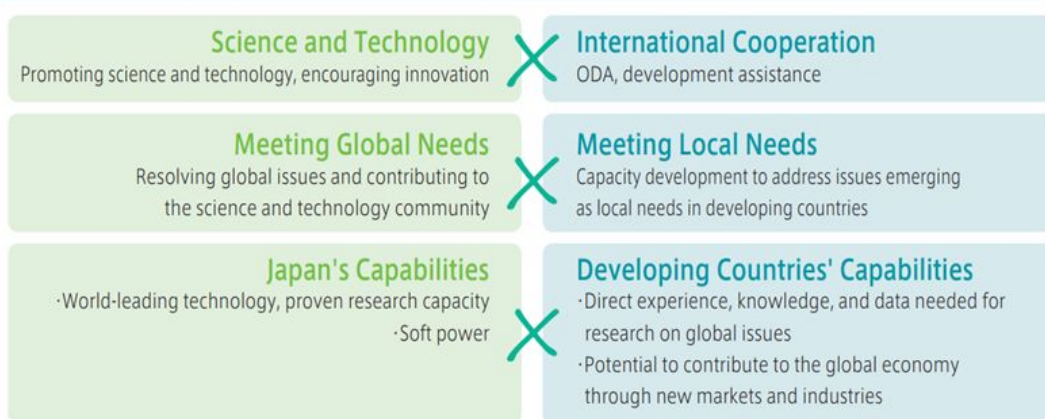 Science and Technology
Promoting science and technology, encouraging innovation
International Cooperation
ODA, development assistance
Meeting Global Needs
Resolving global issues and contributing to
the science and technology community
Meeting Local Needs
Capacity development to address issues emerging
as local needs in developing countries
Japan's Capabilities
·World-leading technology, proven research capacity
·Soft power
Developing Countries' Capabilities
·Direct experience, knowledge, and data needed for
research on global issues
·Potential to contribute to the global economy
through new markets and industries